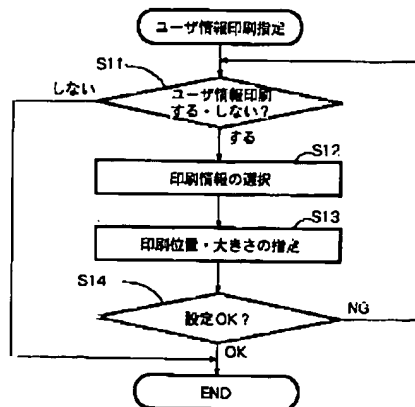 ユーザ情報印刷指定
S11
しない
ユーザ情報印刷
する・しない?
する
S12
印刷情報の選択
S13
印刷位置・大きさの指定
S14
設定OK?
NG
OK
END